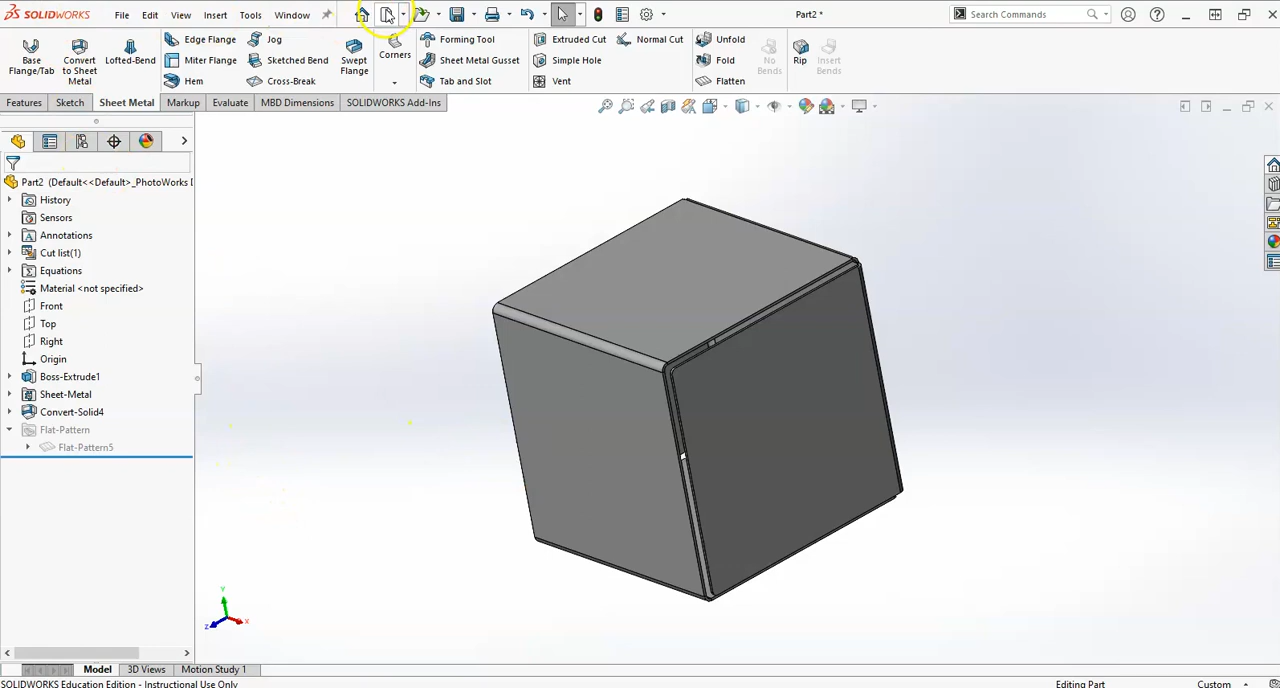 SOLIDWORKS File Edit View Insert Tools Window Part2 * Search Commands
Base Flange/Tab
Convert to Sheet Metal
Lofted-Bend
Edge Flange
Miter Flange
Hem
Jog
Sketched Bend
Cross-Break
Swept Flange
Corners
Forming Tool
Sheet Metal Gusset
Tab and Slot
Extruded Cut
Simple Hole
Vent
Normal Cut
Unfold
Fold
Flatten
No Bends
Rip
Insert Bends
Features Sketch Sheet Metal Markup Evaluate MBD Dimensions SOLIDWORKS Add-Ins
Part2 (Default<<Default>_PhotoWorks D
History
Sensors
Annotations
Cut list(1)
Equations
Material <not specified>
Front
Top
Right
Origin
Boss-Extrude1
Sheet-Metal
Convert-Solid4
Flat-Pattern
Flat-Pattern5
Y
Z
X
Model 3D Views Motion Study 1
SOLIDWORKS Education Edition - Instructional Use Only Editing Part Custom